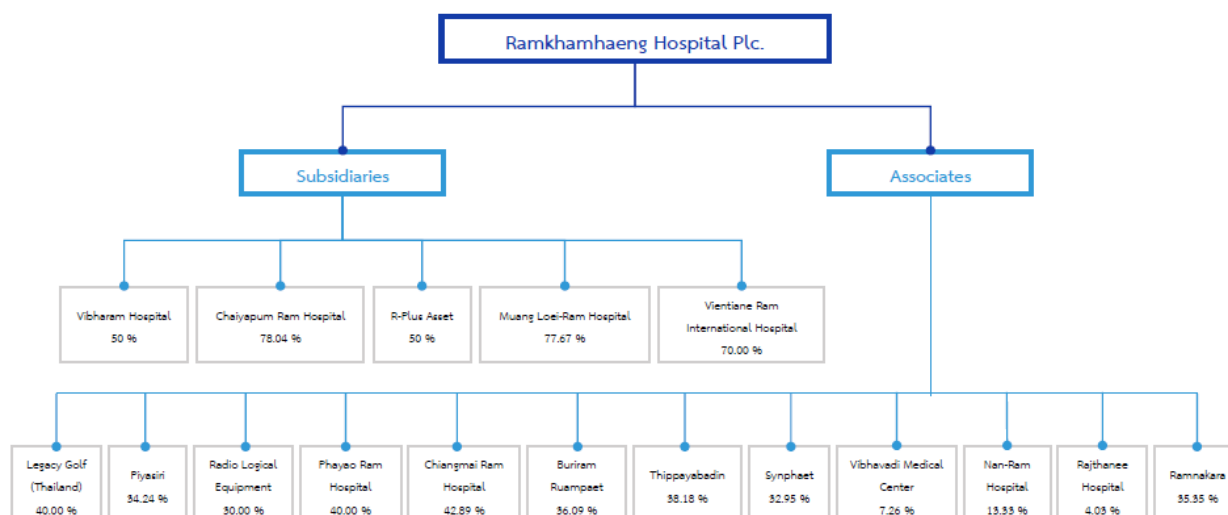 Ramkhamhaeng Hospital Plc.
Subsidiaries
Associates
Vibharam Hospital
50 %
Chaiyapum Ram Hospital
78.04 %
R-Plus Asset
50 %
Muang Loei-Ram Hospital
77.67 %
Vientiane Ram
International Hospital
70.00 %
Legacy Golf
(Thailand)
40.00 %
Piyasiri
34.24 %
Radio Logical
Equipment
30.00 %
Phayao Ram
Hospital
40.00 %
Chiangmai Ram
Hospital
42.89 %
Buriram
Ruampaet
36.09 %
Thippayabadin
38.18 %
Synphaet
32.95 %
Vibhavadi Medical
Center
7.26 %
Nan-Ram
Hospital
13.33 %
Rajthanee
Hospital
4.03 %
Ramnakara
35.35 %